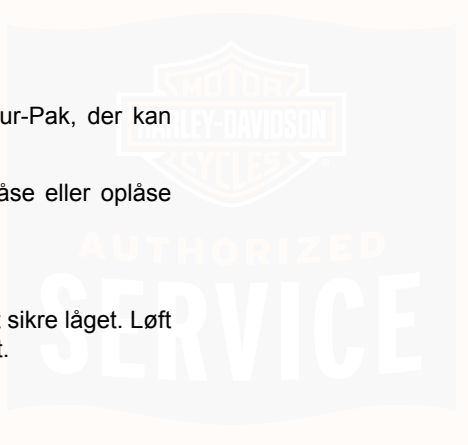 ur-Pak, der kan
åse eller oplåse
sikre låget. Løft
MOTOR
HARLEY-DAVIDSON
CYCLES
AUTHORIZED
SERVICE